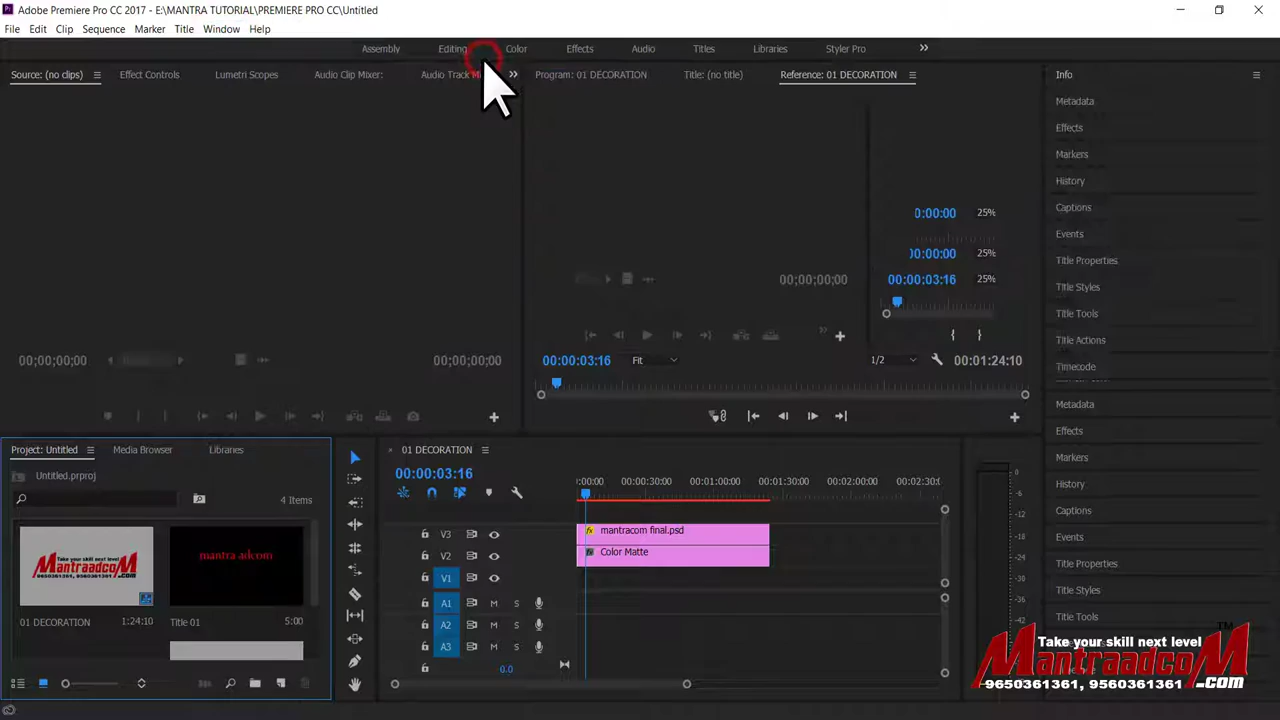 Adobe Premiere Pro CC 2017 - E:\MANTRA TUTORIAL\PREMIERE PRO CC\Untitled
File Edit Clip Sequence Marker Title Window Help
Assembly Editing Color Effects Audio Titles Libraries Styler Pro
Source: (no clips) Effect Controls Lumetri Scopes Audio Clip Mixer: Audio Track
Program: 01 DECORATION Title: (no title) Reference: 01 DECORATION
Info
Metadata
Effects
Markers
History
Captions
Events
Title Properties
Title Styles
Title Tools
Title Actions
Timecode
Metadata
Effects
Markers
History
Captions
Events
Title Properties
Title Styles
Title Tools
0:00:00 25%
0:00:00 25%
00;00;00;00 00:00:03:16 25%
00;00;00;00 00;00;00;00
00:00:03:16 Fit 1/2 00:01:24:10
Project: Untitled Media Browser Libraries
Untitled.prproj
4 Items
mantra adcom
Take your skill next level
MantraadcoM
9650361361, 9560361361 .com
01 DECORATION 1:24:10 Title 01 5:00
01 DECORATION
00:00:03:16
:00:00 00:00:30:00 00:01:00:00 00:01:30:00 00:02:00:00 00:02:30:0
V3 mantracom final.psd
V2 Color Matte
V1
A1 M S
A2 M S
A3 M S
0.0
0
-6
-12
-18
-24
-30
-36
-42
Take your skill next level
TM
MantraadcoM
9650361361, 9560361361 .com